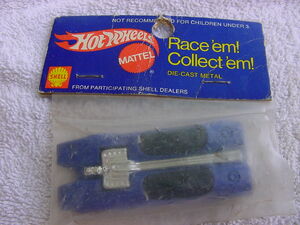 NOT RECOMMENDED FOR CHILDREN UNDER 3.
Hot Wheels
MATTEL
Race 'em!
Collect 'em!
DIE-CAST METAL
SHELL
FROM PARTICIPATING SHELL DEALERS